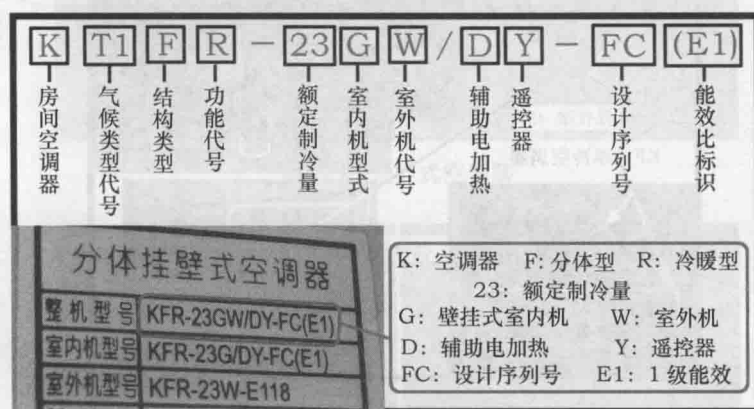 K T1 F R - 23 G W / D Y - FC (E1)
房间空调器
气候类型代号
结构类型
功能代号
额定制冷量
室内机型式
室外机代号
辅助电加热
遥控器
设计序列号
能效比标识
分体挂壁式空调器
整机型号 KFR-23GW/DY-FC(E1)
室内机型号 KFR-23G/DY-FC(E1)
室外机型号 KFR-23W-E118
K: 空调器 F: 分体型 R: 冷暖型
23: 额定制冷量
G: 壁挂式室内机 W: 室外机
D: 辅助电加热 Y: 遥控器
FC: 设计序列号 E1: 1 级能效